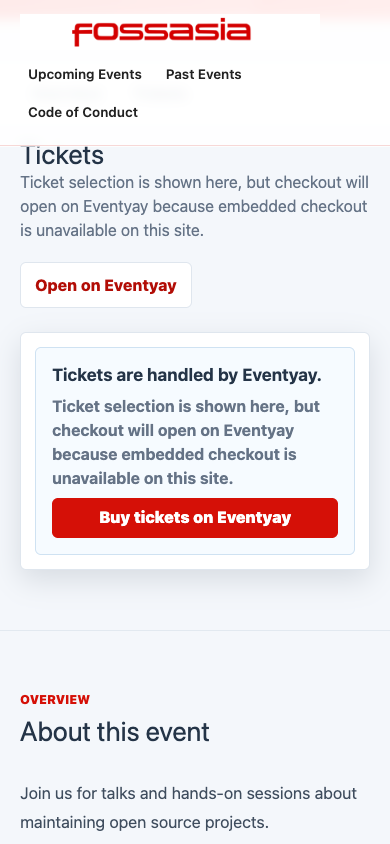 fossasia
Upcoming Events Past Events
Code of Conduct
Tickets
Ticket selection is shown here, but checkout will
open on Eventyay because embedded checkout
is unavailable on this site.
Open on Eventyay
Tickets are handled by Eventyay.
Ticket selection is shown here, but
checkout will open on Eventyay
because embedded checkout is
unavailable on this site.
Buy tickets on Eventyay
OVERVIEW
About this event
Join us for talks and hands-on sessions about
maintaining open source projects.